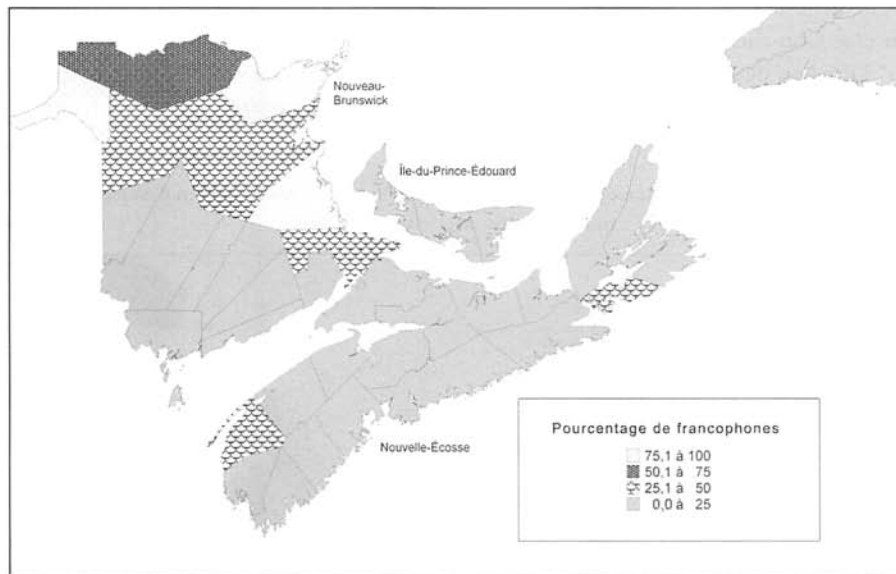 Nouveau-
Brunswick
Île-du-Prince-Édouard
Nouvelle-Écosse
Pourcentage de francophones
75,1 à 100
50,1 à 75
25,1 à 50
0,0 à 25